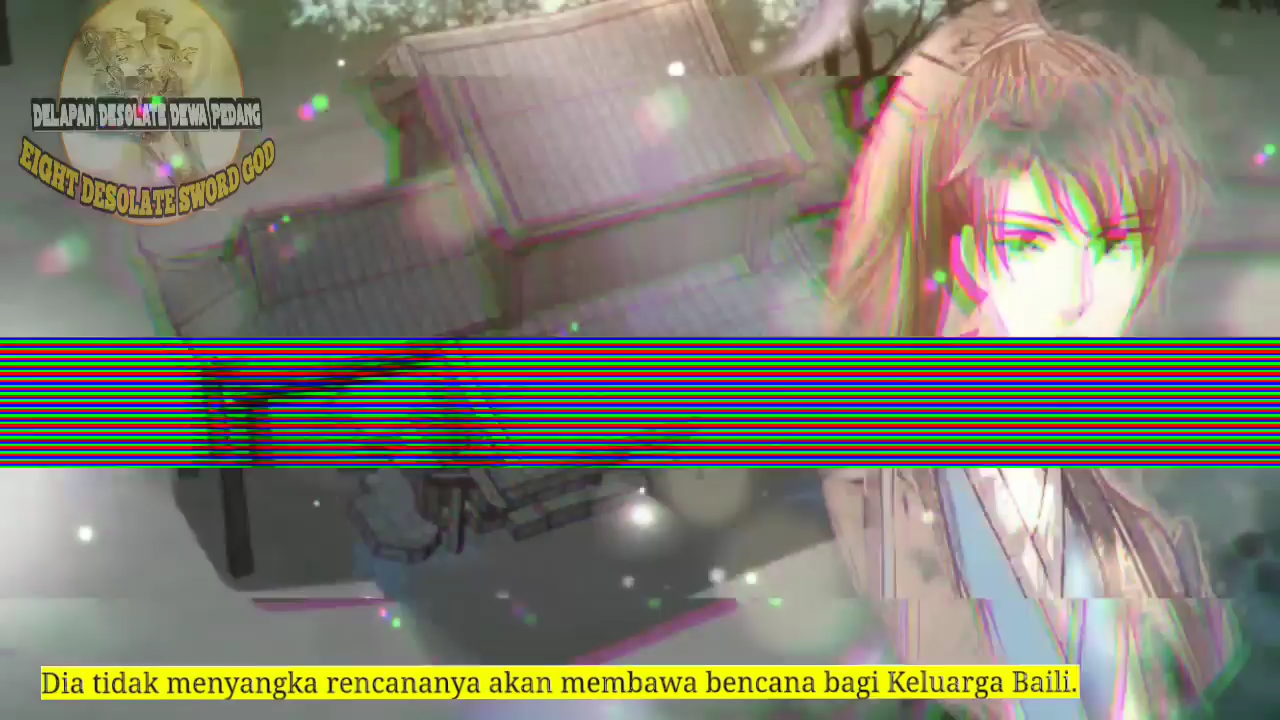 DELAPAN DESOLATE DEWA PEDANG
EIGHT DESOLATE SWORD GOD
Dia tidak menyangka rencananya akan membawa bencana bagi Keluarga Baili.